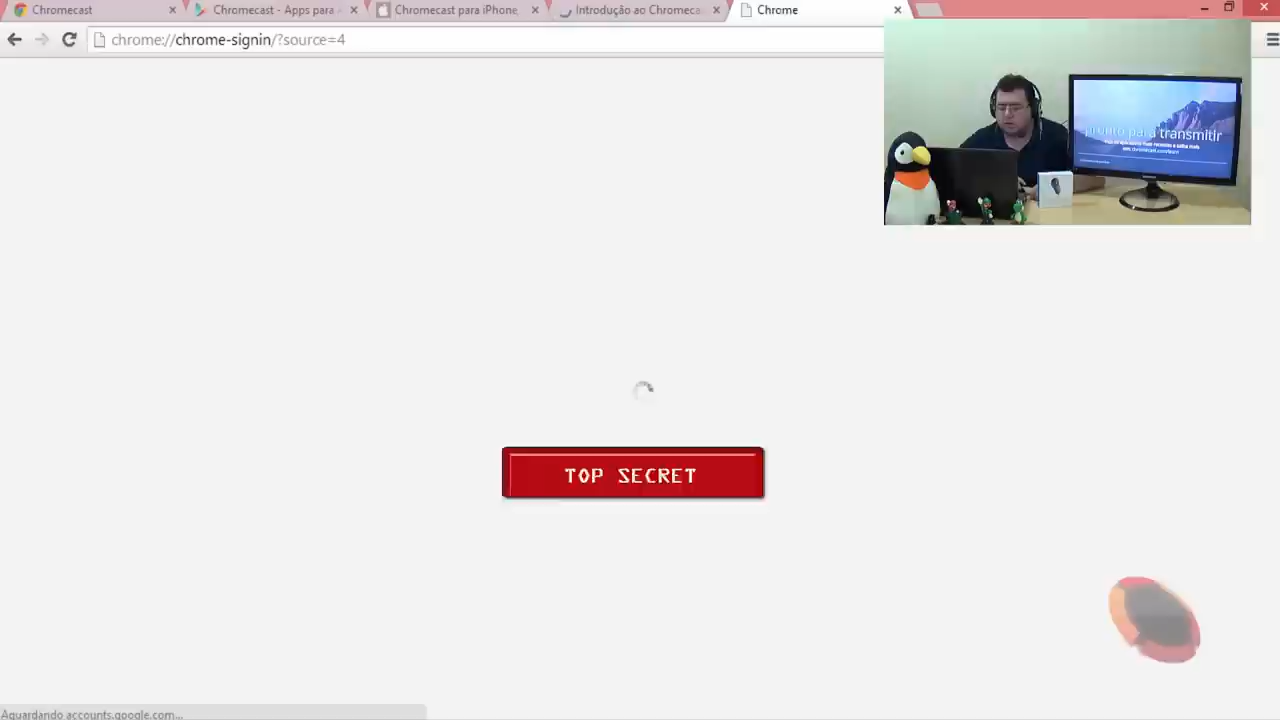 Chromecast
Chromecast - Apps para
Chromecast para iPhone,
Introdução ao Chromeca
Chrome
chrome://chrome-signin/?source=4
pronto para transmitir
TOP SECRET
Aguardando accounts.google.com...